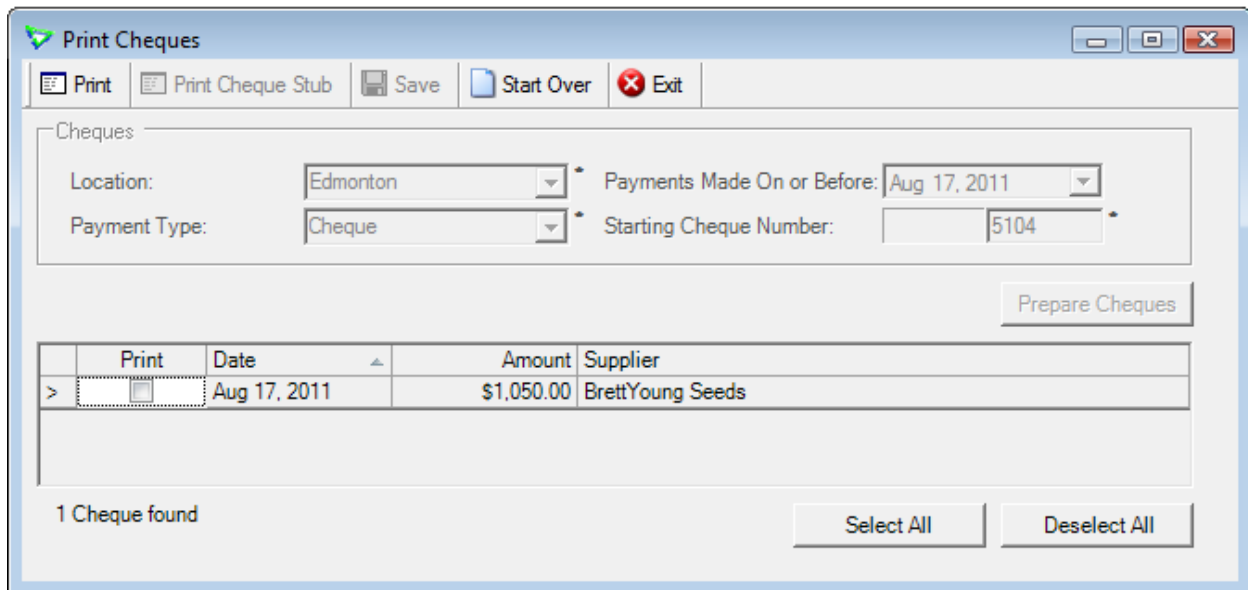 Print Cheques
Print Print Cheque Stub Save Start Over Exit
Cheques
Location: Edmonton * Payments Made On or Before: Aug 17, 2011
Payment Type: Cheque * Starting Cheque Number: 5104 *
Prepare Cheques
Print Date Amount Supplier
> Aug 17, 2011 $1,050.00 BrettYoung Seeds
1 Cheque found
Select All Deselect All